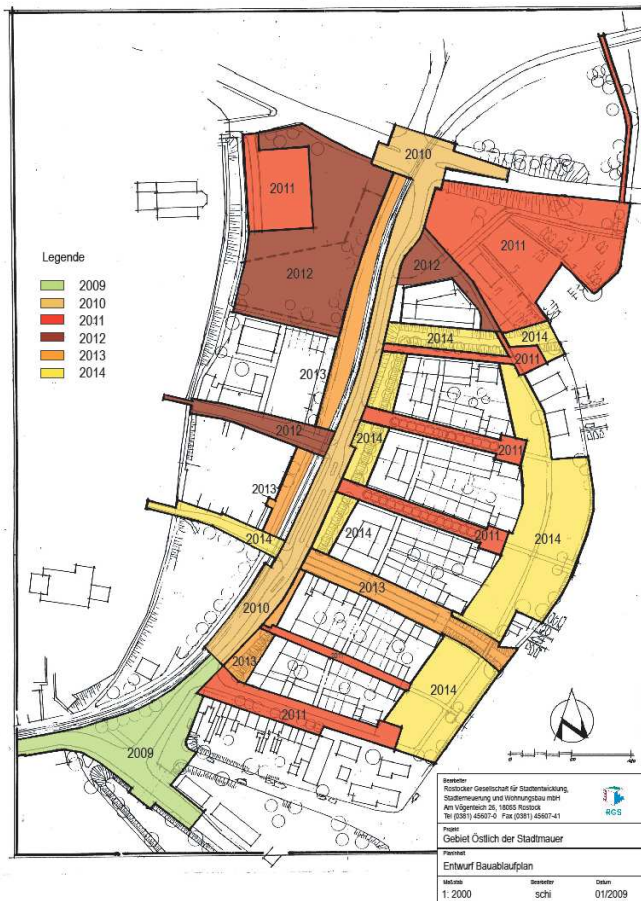 2010
2011
2011
2012
2012
Legende
2009
2010
2011
2012
2013
2014
2014
2014
2011
2013
2012
2014
2011
2013
2014
2014
2011
2014
2013
2010
2013
2014
2011
2009
Bearbeiter
Rostocker Gesellschaft für Stadtentwicklung,
Stadterneuerung und Wohnungsbau mbH
Am Vögenteich 26, 18055 Rostock
Tel (0381) 45607-0 Fax (0381) 45607-41
RGS
Projekt
Gebiet Östlich der Stadtmauer
Planinhalt
Entwurf Bauablaufplan
Maßstab Bearbeiter Datum
1: 2000 schi 01/2009